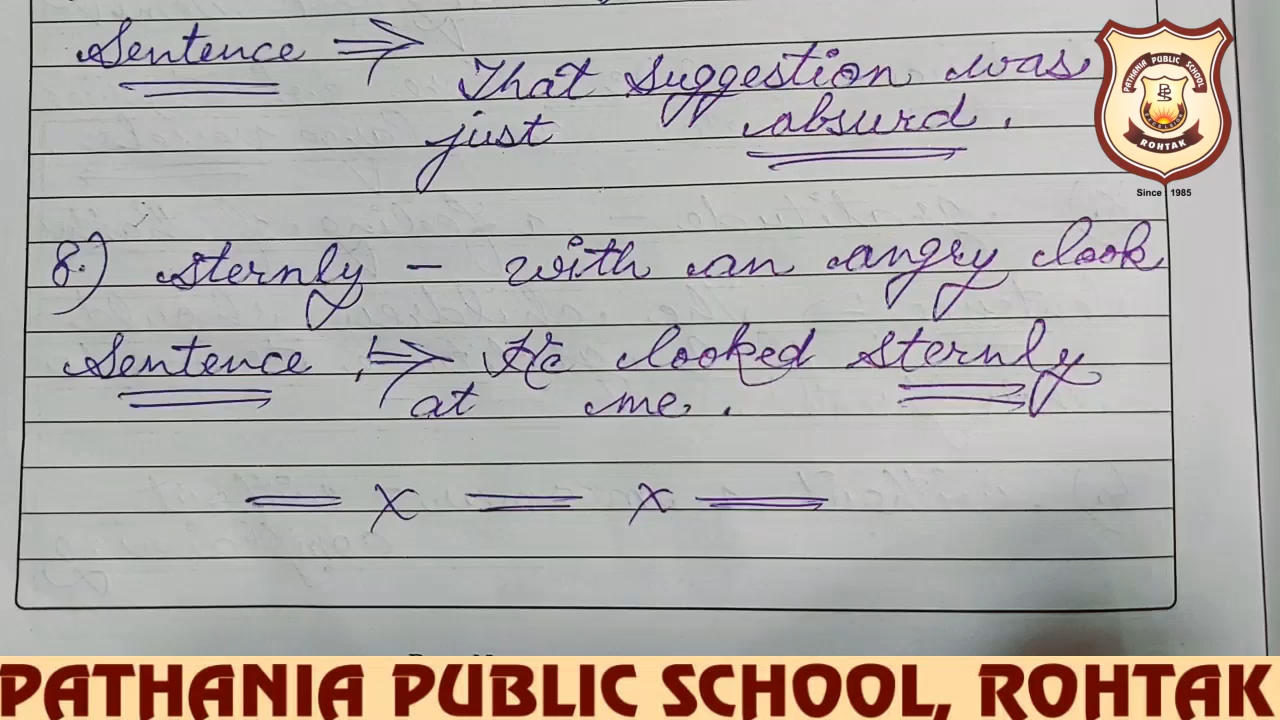 Sentence ⇒ That suggestion was
just absurd.
8.) sternly - with an angry look
Sentence ⇒ He looked sternly
at me.
= x = x =
PATHANIA PUBLIC SCHOOL
ROHTAK
Since : 1985
PATHANIA PUBLIC SCHOOL, ROHTAK